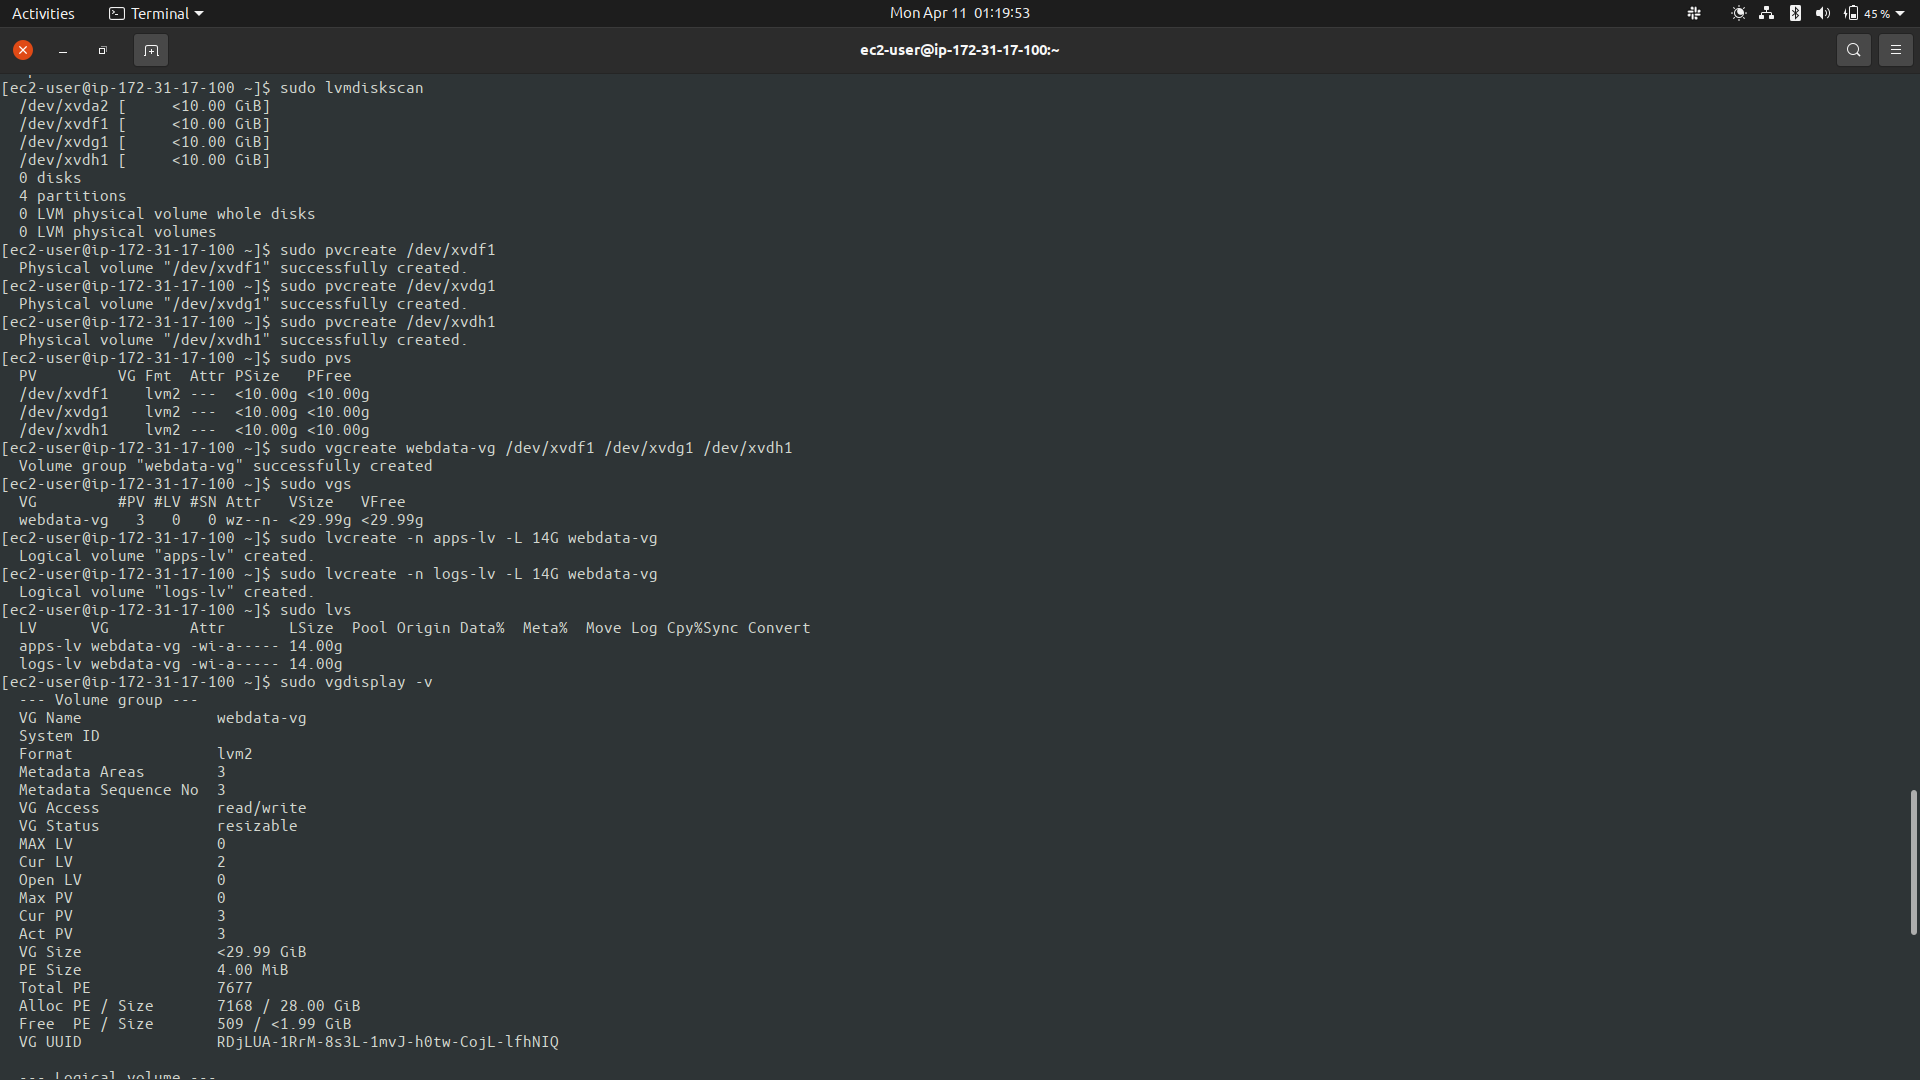 Activities Terminal Mon Apr 11 01:19:53 45 %
ec2-user@ip-172-31-17-100:~
[ec2-user@ip-172-31-17-100 ~]$ sudo lvmdiskscan
  /dev/xvda2 [     <10.00 GiB]
  /dev/xvdf1 [     <10.00 GiB]
  /dev/xvdg1 [     <10.00 GiB]
  /dev/xvdh1 [     <10.00 GiB]
  0 disks
  4 partitions
  0 LVM physical volume whole disks
  0 LVM physical volumes
[ec2-user@ip-172-31-17-100 ~]$ sudo pvcreate /dev/xvdf1
  Physical volume "/dev/xvdf1" successfully created.
[ec2-user@ip-172-31-17-100 ~]$ sudo pvcreate /dev/xvdg1
  Physical volume "/dev/xvdg1" successfully created.
[ec2-user@ip-172-31-17-100 ~]$ sudo pvcreate /dev/xvdh1
  Physical volume "/dev/xvdh1" successfully created.
[ec2-user@ip-172-31-17-100 ~]$ sudo pvs
  PV         VG Fmt  Attr PSize   PFree
  /dev/xvdf1    lvm2 ---  <10.00g <10.00g
  /dev/xvdg1    lvm2 ---  <10.00g <10.00g
  /dev/xvdh1    lvm2 ---  <10.00g <10.00g
[ec2-user@ip-172-31-17-100 ~]$ sudo vgcreate webdata-vg /dev/xvdf1 /dev/xvdg1 /dev/xvdh1
  Volume group "webdata-vg" successfully created
[ec2-user@ip-172-31-17-100 ~]$ sudo vgs
  VG         #PV #LV #SN Attr   VSize   VFree
  webdata-vg   3   0   0 wz--n- <29.99g <29.99g
[ec2-user@ip-172-31-17-100 ~]$ sudo lvcreate -n apps-lv -L 14G webdata-vg
  Logical volume "apps-lv" created.
[ec2-user@ip-172-31-17-100 ~]$ sudo lvcreate -n logs-lv -L 14G webdata-vg
  Logical volume "logs-lv" created.
[ec2-user@ip-172-31-17-100 ~]$ sudo lvs
  LV      VG         Attr       LSize  Pool Origin Data%  Meta%  Move Log Cpy%Sync Convert
  apps-lv webdata-vg -wi-a----- 14.00g
  logs-lv webdata-vg -wi-a----- 14.00g
[ec2-user@ip-172-31-17-100 ~]$ sudo vgdisplay -v
  --- Volume group ---
  VG Name               webdata-vg
  System ID
  Format                lvm2
  Metadata Areas        3
  Metadata Sequence No  3
  VG Access             read/write
  VG Status             resizable
  MAX LV                0
  Cur LV                2
  Open LV               0
  Max PV                0
  Cur PV                3
  Act PV                3
  VG Size               <29.99 GiB
  PE Size               4.00 MiB
  Total PE              7677
  Alloc PE / Size       7168 / 28.00 GiB
  Free  PE / Size       509 / <1.99 GiB
  VG UUID               RDjLUA-1RrM-8s3L-1mvJ-h0tw-CojL-lfhNIQ
  --- Logical volume ---